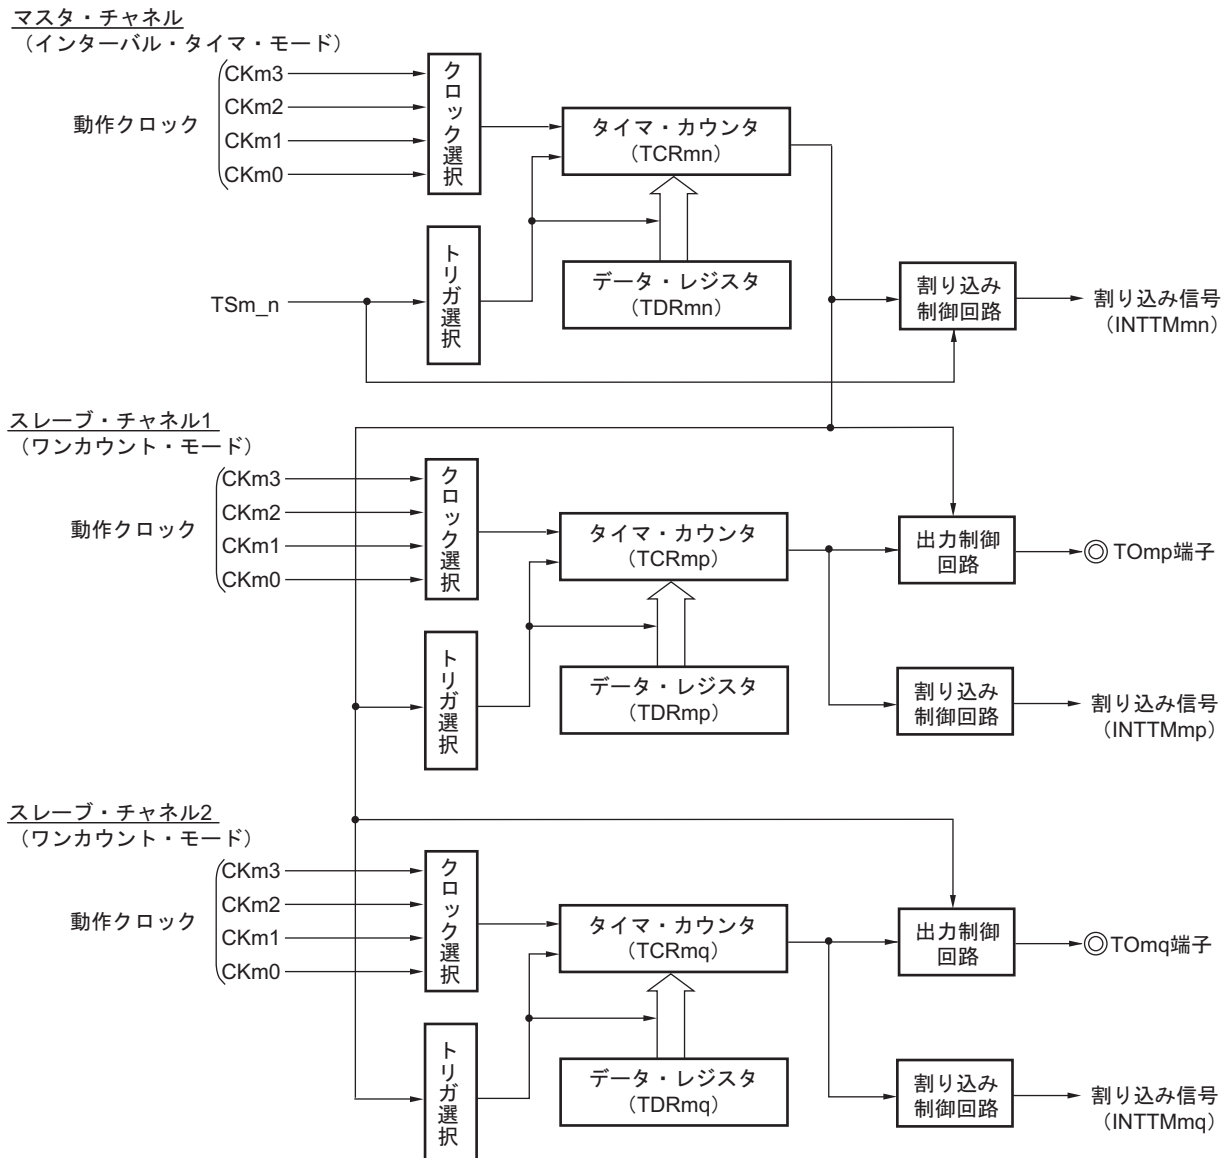 マスタ・チャネル
（インターバル・タイマ・モード）
動作クロック
CKm3
CKm2
CKm1
CKm0
クロック選択
タイマ・カウンタ
（TCRmn）
TSm_n
トリガ選択
データ・レジスタ
（TDRmn）
割り込み
制御回路
割り込み信号
（INTTMmn）
スレーブ・チャネル1
（ワンカウント・モード）
動作クロック
CKm3
CKm2
CKm1
CKm0
クロック選択
タイマ・カウンタ
（TCRmp）
出力制御
回路
TOmp端子
トリガ選択
データ・レジスタ
（TDRmp）
割り込み
制御回路
割り込み信号
（INTTMmp）
スレーブ・チャネル2
（ワンカウント・モード）
動作クロック
CKm3
CKm2
CKm1
CKm0
クロック選択
タイマ・カウンタ
（TCRmq）
出力制御
回路
TOmq端子
トリガ選択
データ・レジスタ
（TDRmq）
割り込み
制御回路
割り込み信号
（INTTMmq）